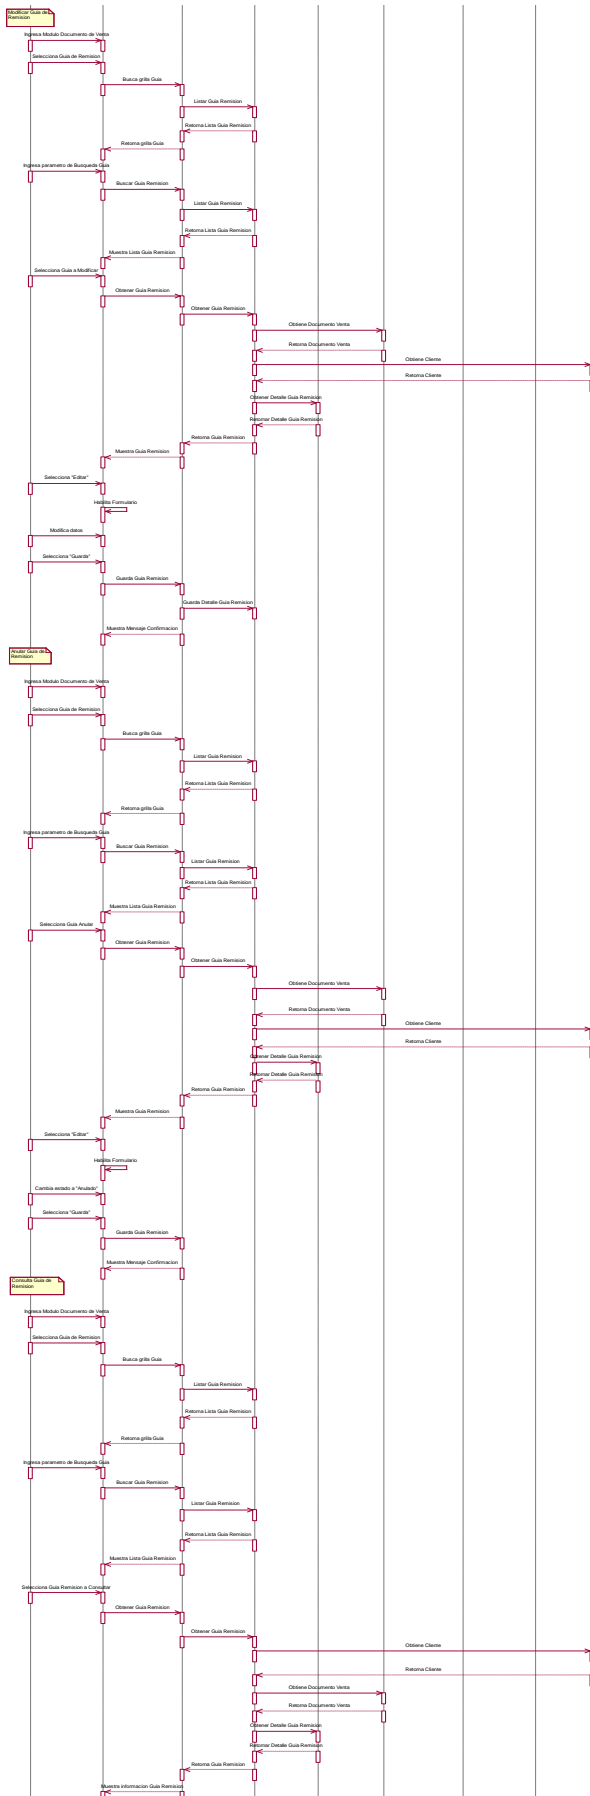 Modificar Guia de
Remision
Ingresa Modulo Documento de Venta
Selecciona Guia de Remision
Busca grilla Guia
Listar Guia Remision
Retorna Lista Guia Remision
Retorna grilla Guia
Ingresa parametro de Busqueda Guia
Buscar Guia Remision
Listar Guia Remision
Retorna Lista Guia Remision
Muestra Lista Guia Remision
Selecciona Guia a Modificar
Obtener Guia Remision
Obtener Guia Remision
Obtiene Documento Venta
Retorna Documento Venta
Obtiene Cliente
Retorna Cliente
Obtener Detalle Guia Remision
Retornar Detalle Guia Remision
Retorna Guia Remision
Muestra Guia Remision
Selecciona "Editar"
Habilita Formulario
Modifica datos
Selecciona "Guarda"
Guarda Guia Remision
Guarda Detalle Guia Remision
Muestra Mensaje Confirmacion
Anular Guia de
Remision
Ingresa Modulo Documento de Venta
Selecciona Guia de Remision
Busca grilla Guia
Listar Guia Remision
Retorna Lista Guia Remision
Retorna grilla Guia
Ingresa parametro de Busqueda Guia
Buscar Guia Remision
Listar Guia Remision
Retorna Lista Guia Remision
Muestra Lista Guia Remision
Selecciona Guia Anular
Obtener Guia Remision
Obtener Guia Remision
Obtiene Documento Venta
Retorna Documento Venta
Obtiene Cliente
Retorna Cliente
Obtener Detalle Guia Remision
Retornar Detalle Guia Remision
Retorna Guia Remision
Muestra Guia Remision
Selecciona "Editar"
Habilita Formulario
Cambia estado a "Anulado"
Selecciona "Guarda"
Guarda Guia Remision
Muestra Mensaje Confirmacion
Consulta Guia de
Remision
Ingresa Modulo Documento de Venta
Selecciona Guia de Remision
Busca grilla Guia
Listar Guia Remision
Retorna Lista Guia Remision
Retorna grilla Guia
Ingresa parametro de Busqueda Guia
Buscar Guia Remision
Listar Guia Remision
Retorna Lista Guia Remision
Muestra Lista Guia Remision
Selecciona Guia Remision a Consultar
Obtener Guia Remision
Obtener Guia Remision
Obtiene Cliente
Retorna Cliente
Obtiene Documento Venta
Retorna Documento Venta
Obtener Detalle Guia Remision
Retornar Detalle Guia Remision
Retorna Guia Remision
Muestra informacion Guia Remision